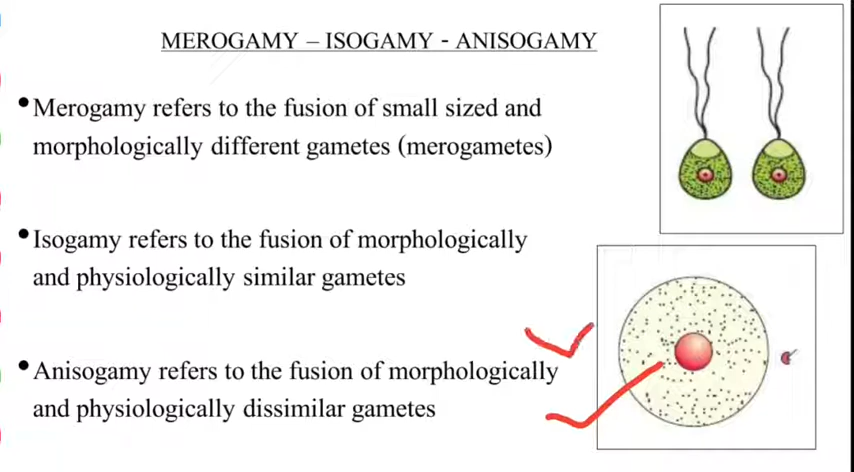 MEROGAMY – ISOGAMY - ANISOGAMY
•Merogamy refers to the fusion of small sized and
morphologically different gametes (merogametes)
•Isogamy refers to the fusion of morphologically
and physiologically similar gametes
•Anisogamy refers to the fusion of morphologically
and physiologically dissimilar gametes